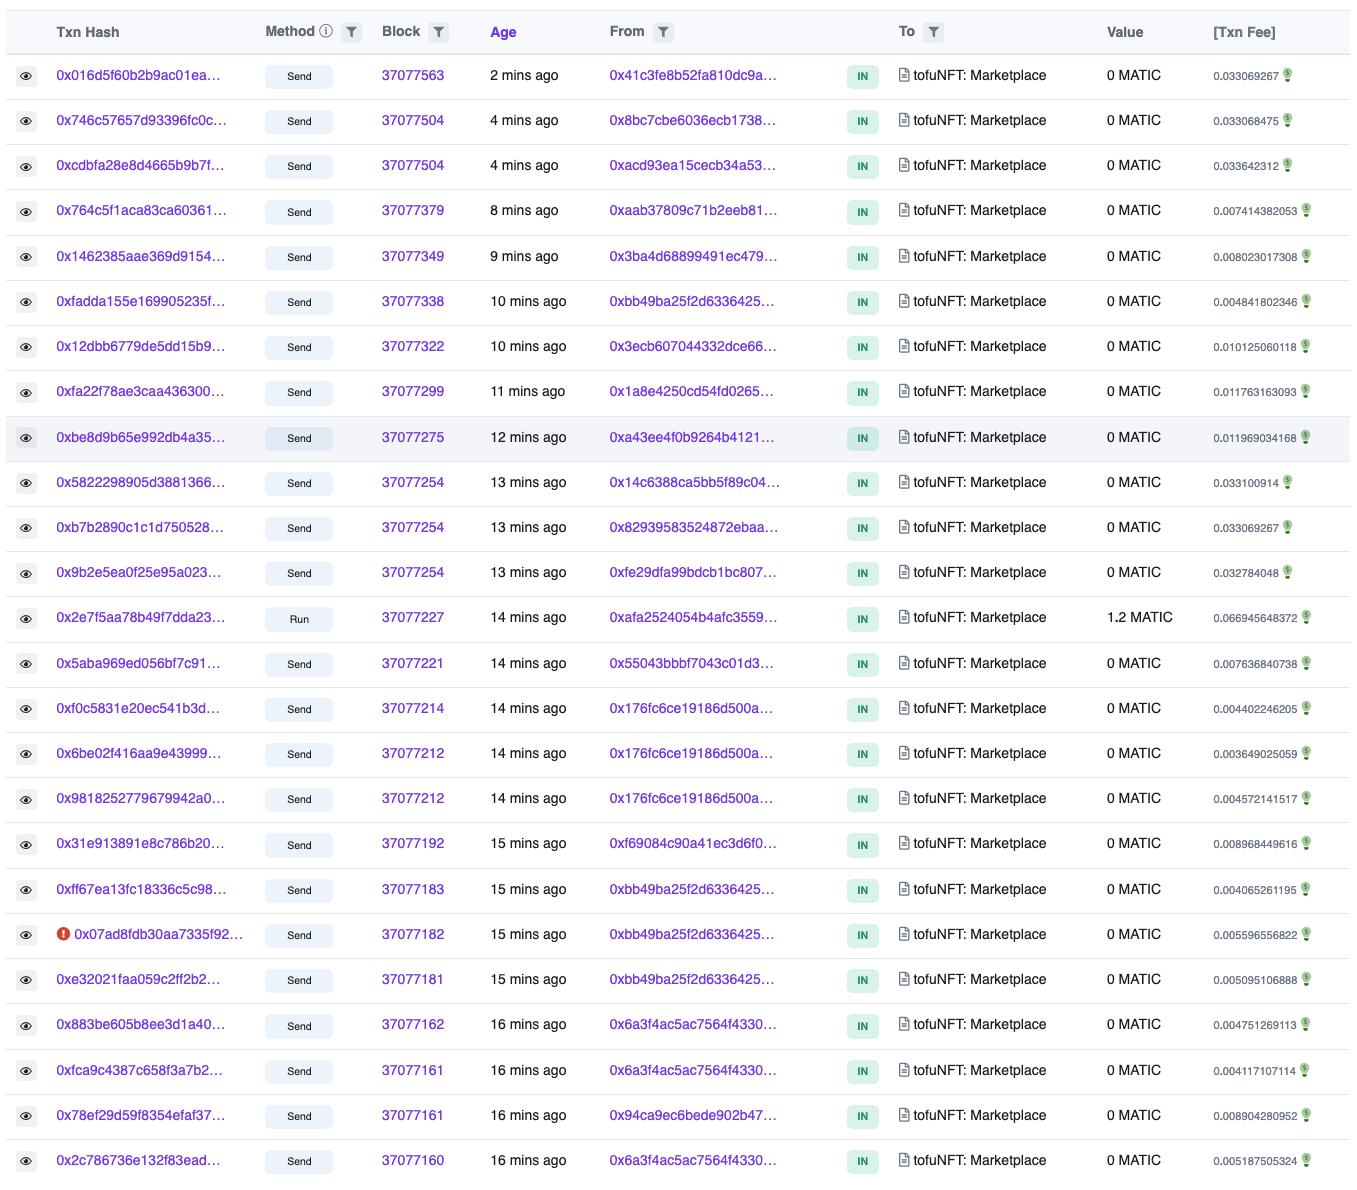 Txn Hash Method Block Age From To Value [Txn Fee]
0x016d5f60b2b9ac01ea... Send 37077563 2 mins ago 0x41c3fe8b52fa810dc9a... IN tofuNFT: Marketplace 0 MATIC 0.033069267
0x746c57657d93396fc0c... Send 37077504 4 mins ago 0x8bc7cbe6036ecb1738... IN tofuNFT: Marketplace 0 MATIC 0.033068475
0xcdbfa28e8d4665b9b7f... Send 37077504 4 mins ago 0xacd93ea15cecb34a53... IN tofuNFT: Marketplace 0 MATIC 0.033642312
0x764c5f1aca83ca60361... Send 37077379 8 mins ago 0xaab37809c71b2eeb81... IN tofuNFT: Marketplace 0 MATIC 0.007414382053
0x1462385aae369d9154... Send 37077349 9 mins ago 0x3ba4d68899491ec479... IN tofuNFT: Marketplace 0 MATIC 0.008023017308
0xfadda155e169905235f... Send 37077338 10 mins ago 0xbb49ba25f2d6336425... IN tofuNFT: Marketplace 0 MATIC 0.004841802346
0x12dbb6779de5dd15b9... Send 37077322 10 mins ago 0x3ecb607044332dce66... IN tofuNFT: Marketplace 0 MATIC 0.010125060118
0xfa22f78ae3caa436300... Send 37077299 11 mins ago 0x1a8e4250cd54fd0265... IN tofuNFT: Marketplace 0 MATIC 0.011763163093
0xbe8d9b65e992db4a35... Send 37077275 12 mins ago 0xa43ee4f0b9264b4121... IN tofuNFT: Marketplace 0 MATIC 0.011969034168
0x5822298905d3881366... Send 37077254 13 mins ago 0x14c6388ca5bb5f89c04... IN tofuNFT: Marketplace 0 MATIC 0.033100914
0xb7b2890c1c1d750528... Send 37077254 13 mins ago 0x82939583524872ebaa... IN tofuNFT: Marketplace 0 MATIC 0.033069267
0x9b2e5ea0f25e95a023... Send 37077254 13 mins ago 0xfe29dfa99bdcb1bc807... IN tofuNFT: Marketplace 0 MATIC 0.032784048
0x2e7f5aa78b49f7dda23... Run 37077227 14 mins ago 0xafa2524054b4afc3559... IN tofuNFT: Marketplace 1.2 MATIC 0.066945648372
0x5aba969ed056bf7c91... Send 37077221 14 mins ago 0x55043bbbf7043c01d3... IN tofuNFT: Marketplace 0 MATIC 0.007636840738
0xf0c5831e20ec541b3d... Send 37077214 14 mins ago 0x176fc6ce19186d500a... IN tofuNFT: Marketplace 0 MATIC 0.004402246205
0x6be02f416aa9e43999... Send 37077212 14 mins ago 0x176fc6ce19186d500a... IN tofuNFT: Marketplace 0 MATIC 0.003649025059
0x9818252779679942a0... Send 37077212 14 mins ago 0x176fc6ce19186d500a... IN tofuNFT: Marketplace 0 MATIC 0.004572141517
0x31e913891e8c786b20... Send 37077192 15 mins ago 0xf69084c90a41ec3d6f0... IN tofuNFT: Marketplace 0 MATIC 0.008968449616
0xff67ea13fc18336c5c98... Send 37077183 15 mins ago 0xbb49ba25f2d6336425... IN tofuNFT: Marketplace 0 MATIC 0.004065261195
0x07ad8fdb30aa7335f92... Send 37077182 15 mins ago 0xbb49ba25f2d6336425... IN tofuNFT: Marketplace 0 MATIC 0.005596556822
0xe32021faa059c2ff2b2... Send 37077181 15 mins ago 0xbb49ba25f2d6336425... IN tofuNFT: Marketplace 0 MATIC 0.005095106888
0x883be605b8ee3d1a40... Send 37077162 16 mins ago 0x6a3f4ac5ac7564f4330... IN tofuNFT: Marketplace 0 MATIC 0.004751269113
0xfca9c4387c658f3a7b2... Send 37077161 16 mins ago 0x6a3f4ac5ac7564f4330... IN tofuNFT: Marketplace 0 MATIC 0.004117107114
0x78ef29d59f8354efaf37... Send 37077161 16 mins ago 0x94ca9ec6bede902b47... IN tofuNFT: Marketplace 0 MATIC 0.008904280952
0x2c786736e132f83ead... Send 37077160 16 mins ago 0x6a3f4ac5ac7564f4330... IN tofuNFT: Marketplace 0 MATIC 0.005187505324